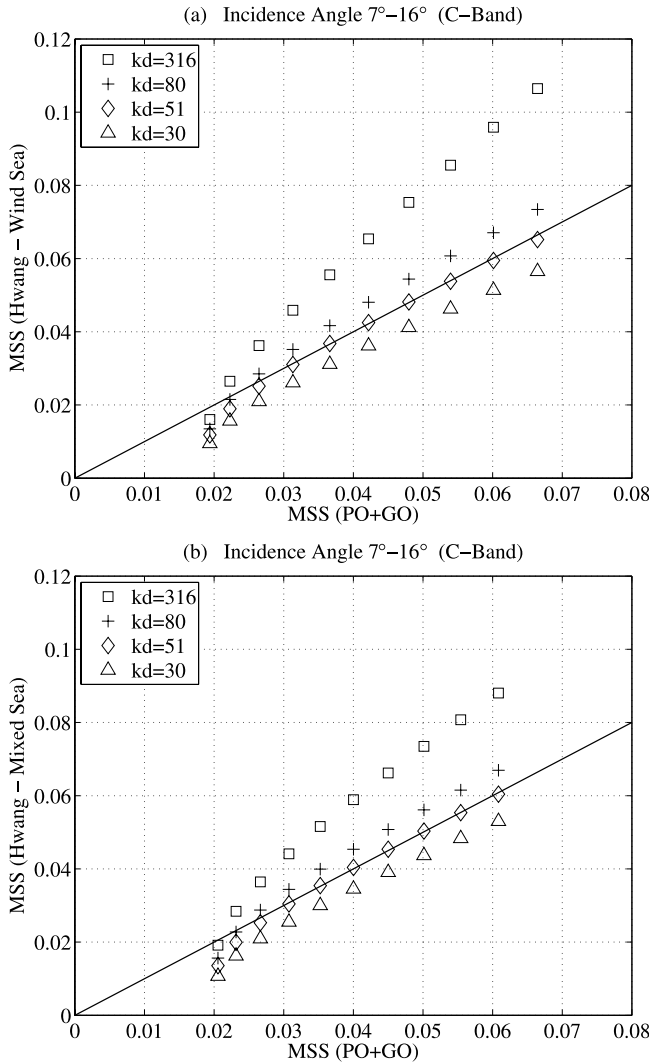 (a) Incidence Angle 7°−16° (C−Band)
0.12
0.1
0.08
0.06
0.04
0.02
0
MSS (Hwang − Wind Sea)
kd=316
kd=80
kd=51
kd=30
0 0.01 0.02 0.03 0.04 0.05 0.06 0.07 0.08
MSS (PO+GO)
(b) Incidence Angle 7°−16° (C−Band)
0.12
0.1
0.08
0.06
0.04
0.02
0
MSS (Hwang − Mixed Sea)
kd=316
kd=80
kd=51
kd=30
0 0.01 0.02 0.03 0.04 0.05 0.06 0.07 0.08
MSS (PO+GO)